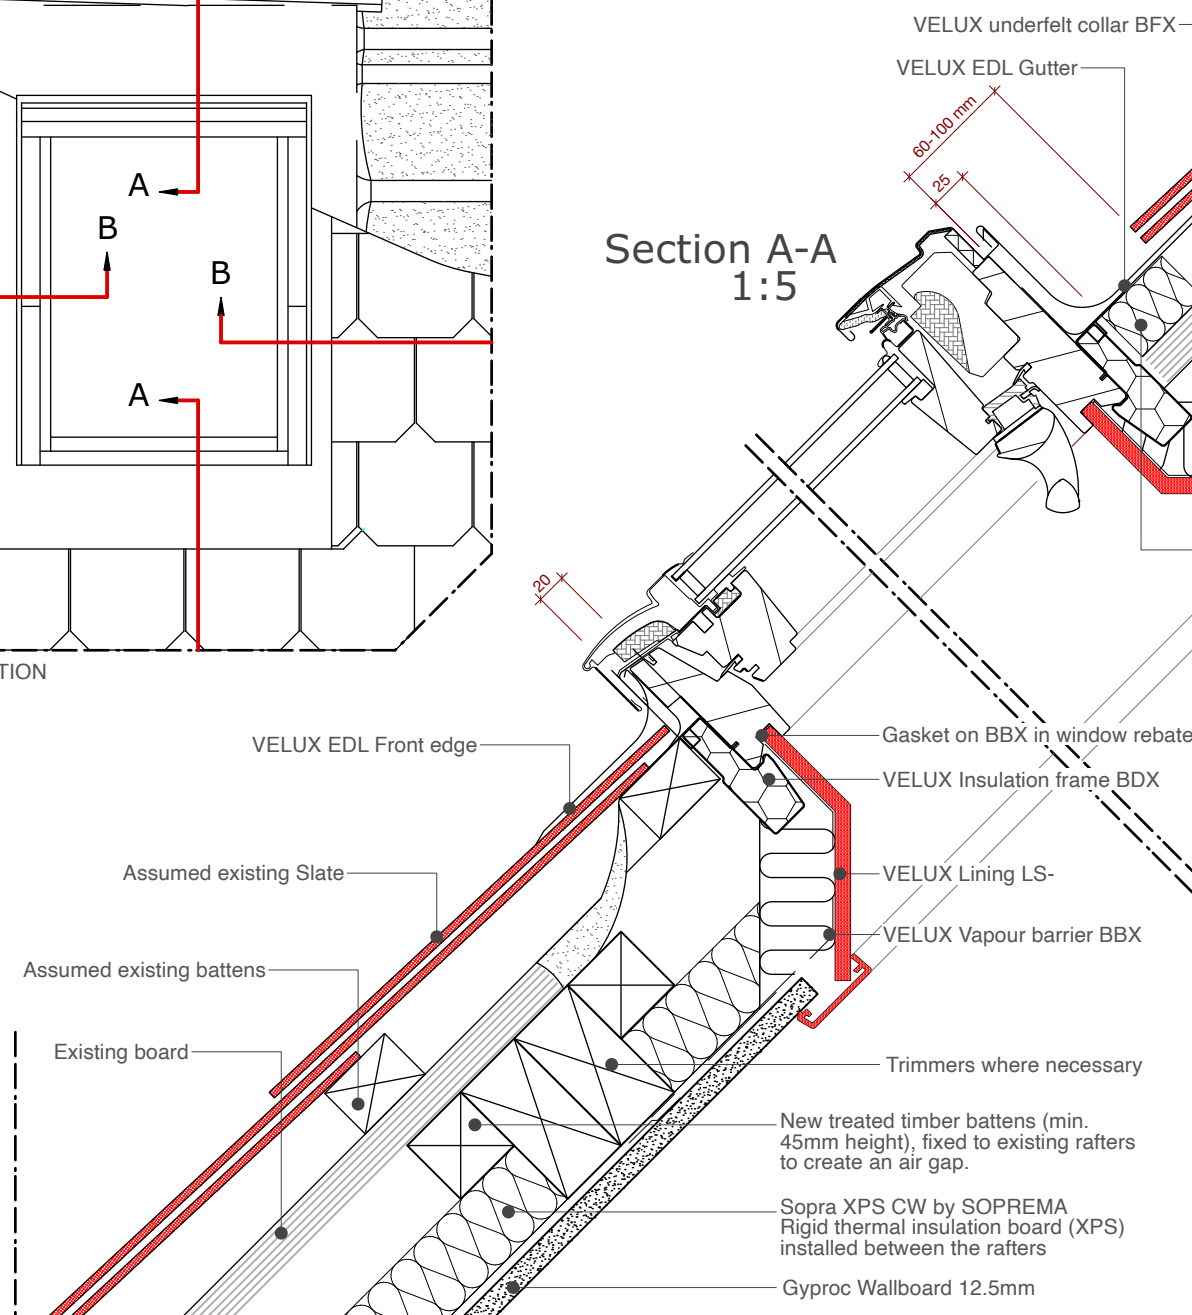 VELUX underfelt collar BFX
VELUX EDL Gutter
60-100 mm
25
A
B
B
A
Section A-A
1:5
20
TION
VELUX EDL Front edge
Gasket on BBX in window rebate
VELUX Insulation frame BDX
Assumed existing Slate
VELUX Lining LS-
VELUX Vapour barrier BBX
Assumed existing battens
Existing board
Trimmers where necessary
New treated timber battens (min.
45mm height), fixed to existing rafters
to create an air gap.
Sopra XPS CW by SOPREMA
Rigid thermal insulation board (XPS)
installed between the rafters
Gyproc Wallboard 12.5mm